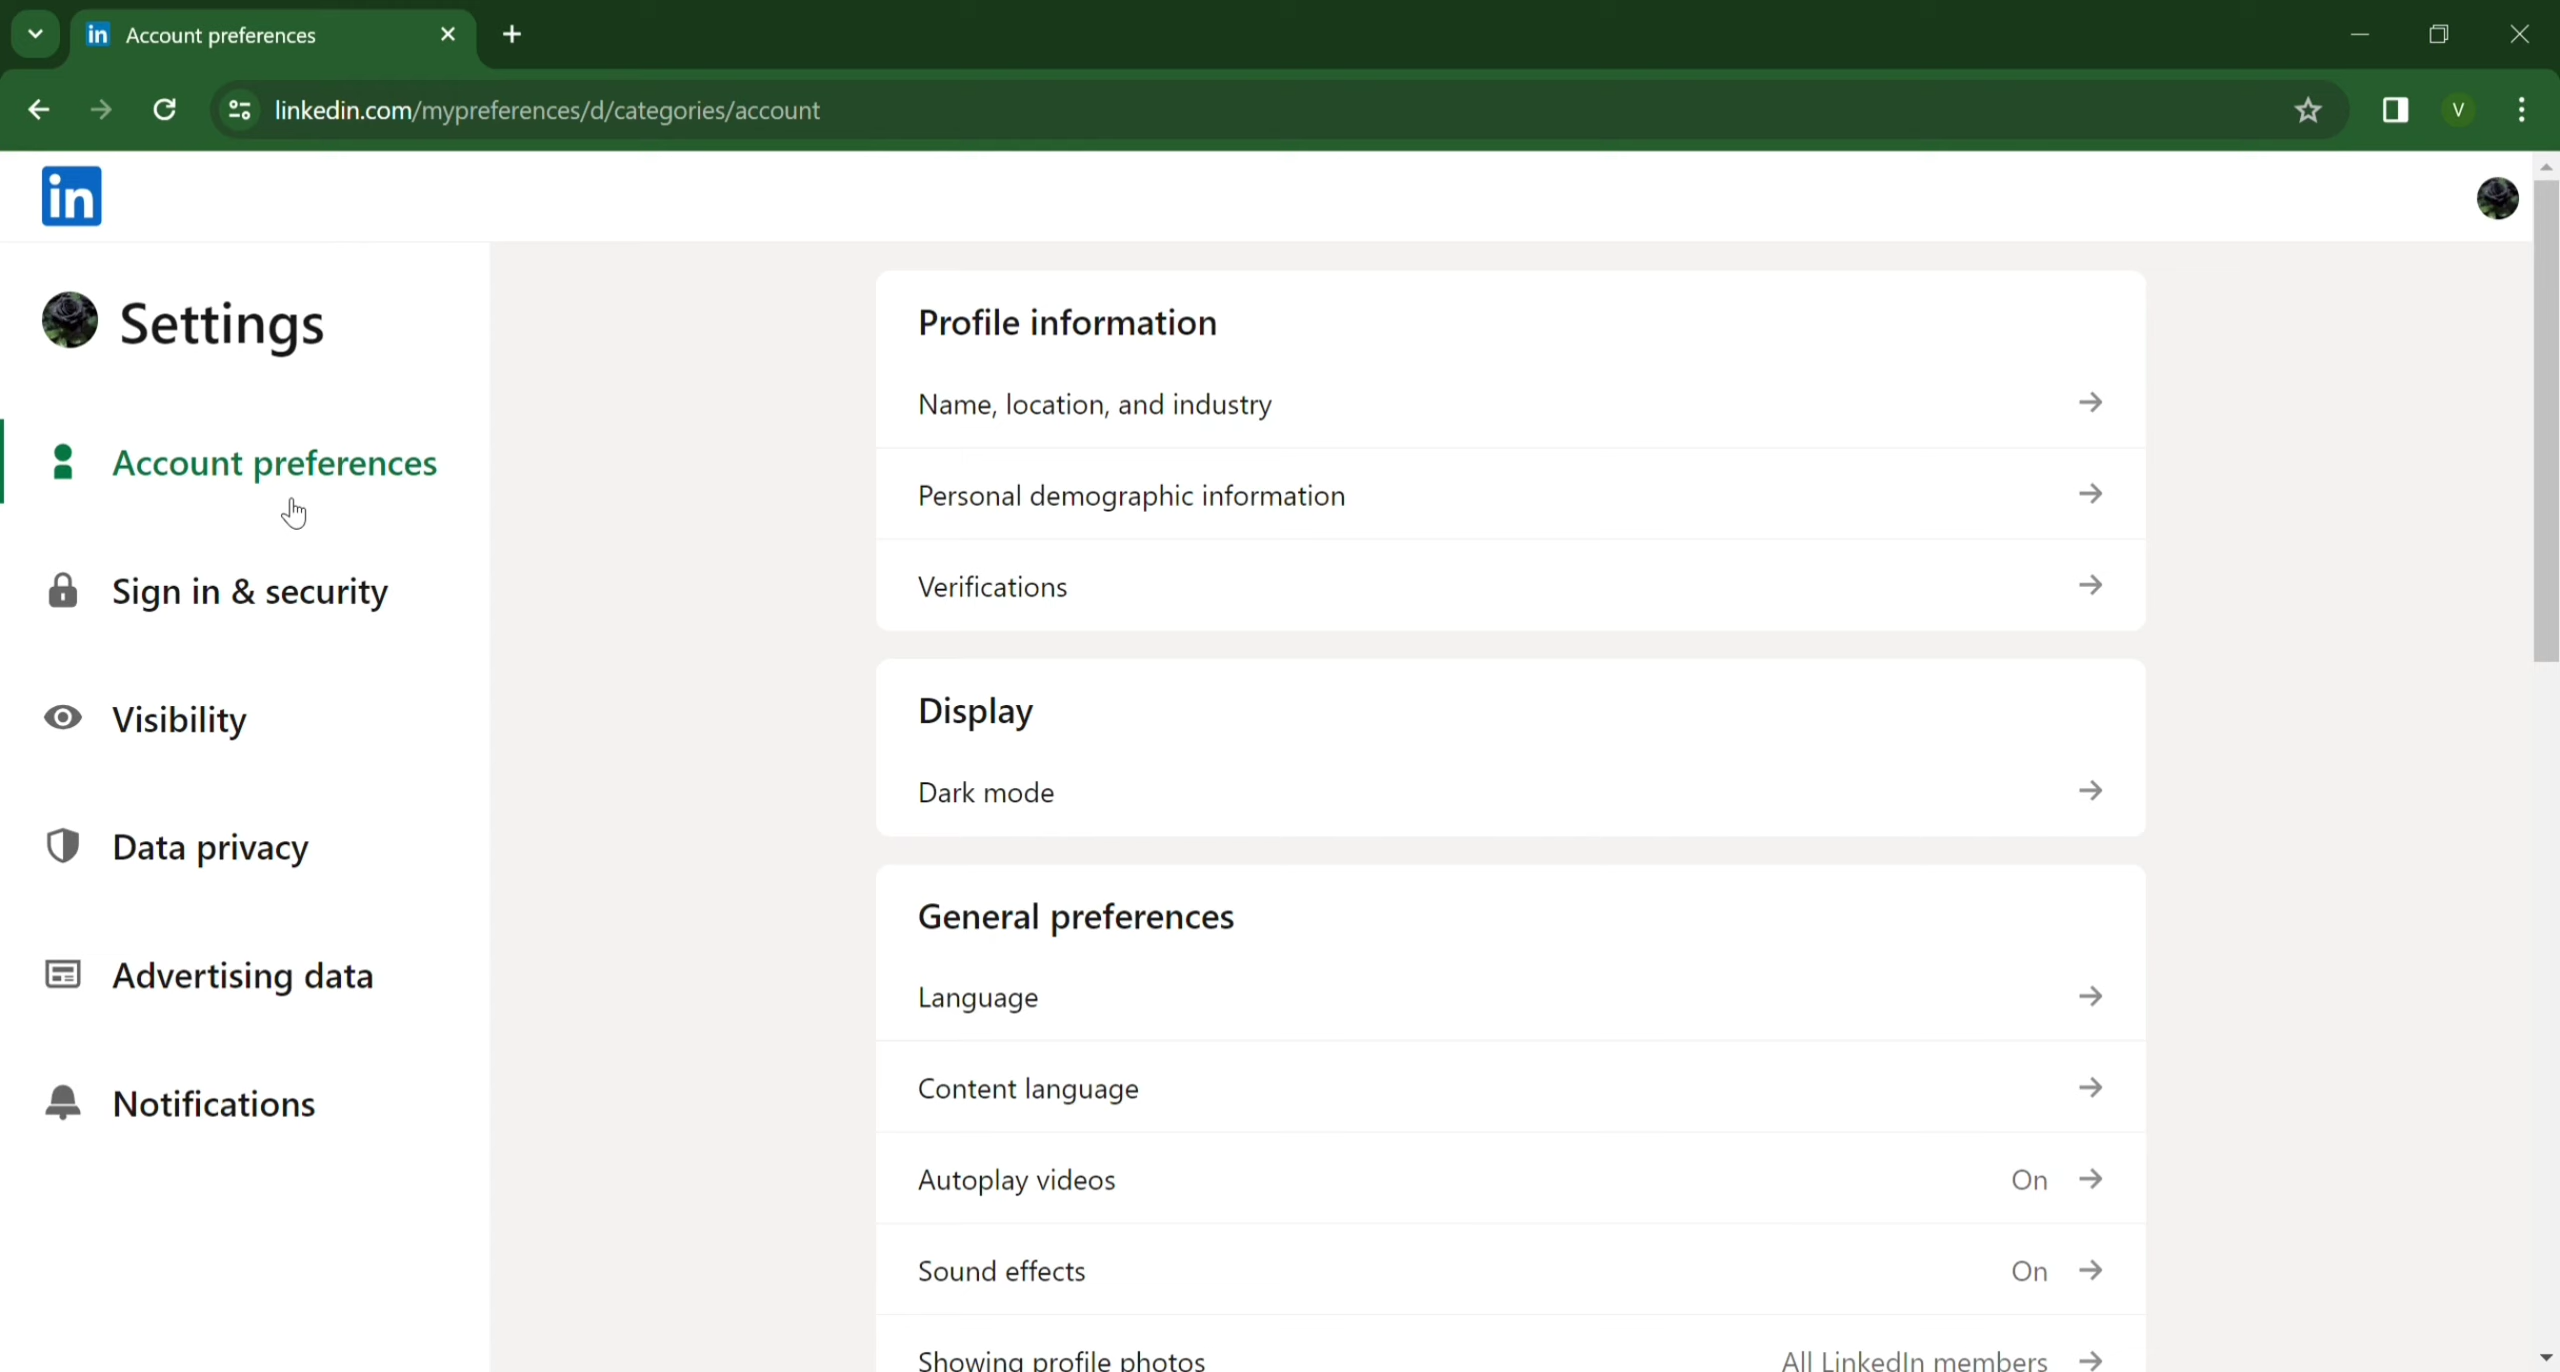 Account preferences
linkedin.com/mypreferences/d/categories/account
V
in
Settings
Account preferences
Sign in & security
Visibility
Data privacy
Advertising data
Notifications
Profile information
Name, location, and industry
Personal demographic information
Verifications
Display
Dark mode
General preferences
Language
Content language
Autoplay videos On
Sound effects On
Showing profile photos All LinkedIn members